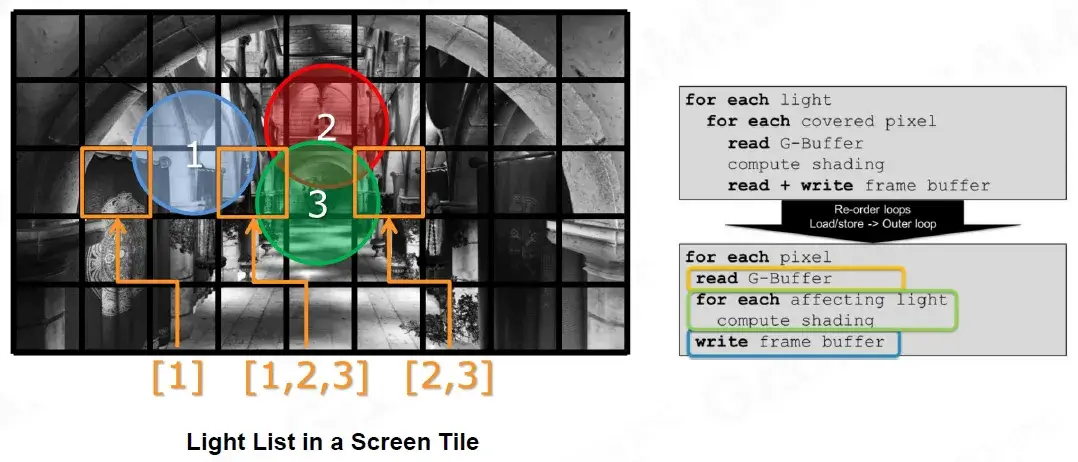 1
2
3
[1]
[1,2,3]
[2,3]
Light List in a Screen Tile
for each light
for each covered pixel
read G-Buffer
compute shading
read + write frame buffer
Re-order loops
Load/store -> Outer loop
for each pixel
read G-Buffer
for each affecting light
compute shading
write frame buffer